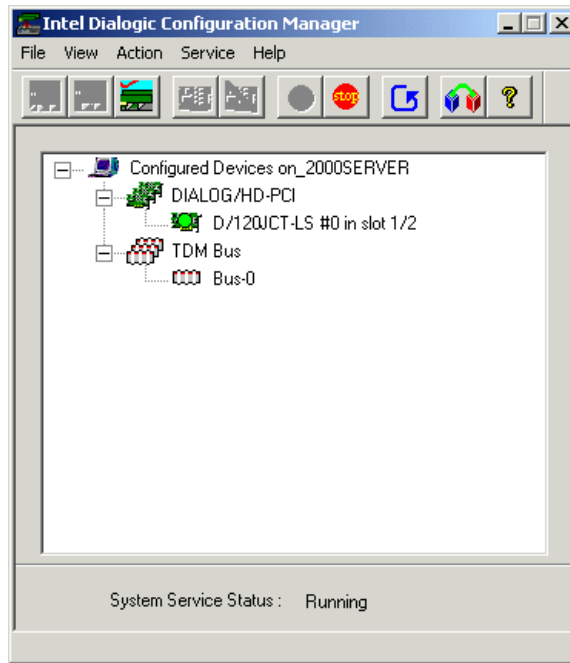 Intel Dialogic Configuration Manager
File View Action Service Help
stop
?
Configured Devices on_2000SERVER
DIALOG/HD-PCI
D/120JCT-LS #0 in slot 1/2
TDM Bus
Bus-0
System Service Status : Running